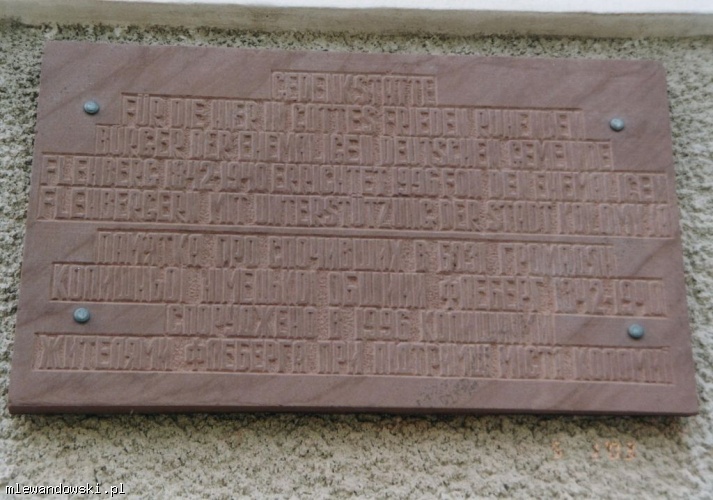 GEDENKSTÄTTE
FÜR DIE HIER IN GOTTES FRIEDEN RUHENDEN
BÜRGER DER EHEMALIGEN DEUTSCHEN GEMEINDE
FLEHBERG 1842-1940 ERRICHTET 1996 VON DEN EHEMALIGEN
FLEHBERGERN MIT UNTERSTÜTZUNG DER STADT KOLOMYJA
ПАМЯТКА ПРО СПОЧИВШИХ В БОЗІ ГРОМАДЯН
КОЛИШНЬОЇ НІМЕЦЬКОЇ ОБЩИНИ ФЛЕБЕРГ 1842-1940
СПОРУДЖЕНО В 1996 КОЛИШНІМИ
ЖИТЕЛЯМИ ФЛЕБЕРГА ПРИ ПІДТРИМЦІ МІСТА КОЛОМИЇ
mlewandowski.pl